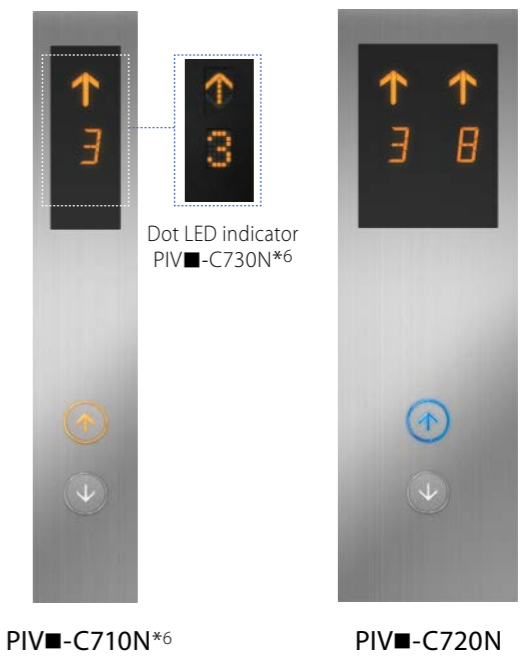 ↑
3
↑
3
↑ ↑
3 8
Dot LED indicator
PIV■-C730N*6
↑
↓
↑
↓
PIV■-C710N*6
PIV■-C720N